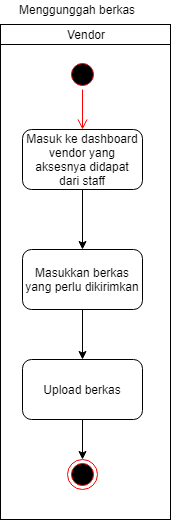 Menggunggah berkas
Vendor
Masuk ke dashboard
vendor yang
aksesnya didapat
dari staff
Masukkan berkas
yang perlu dikirimkan
Upload berkas